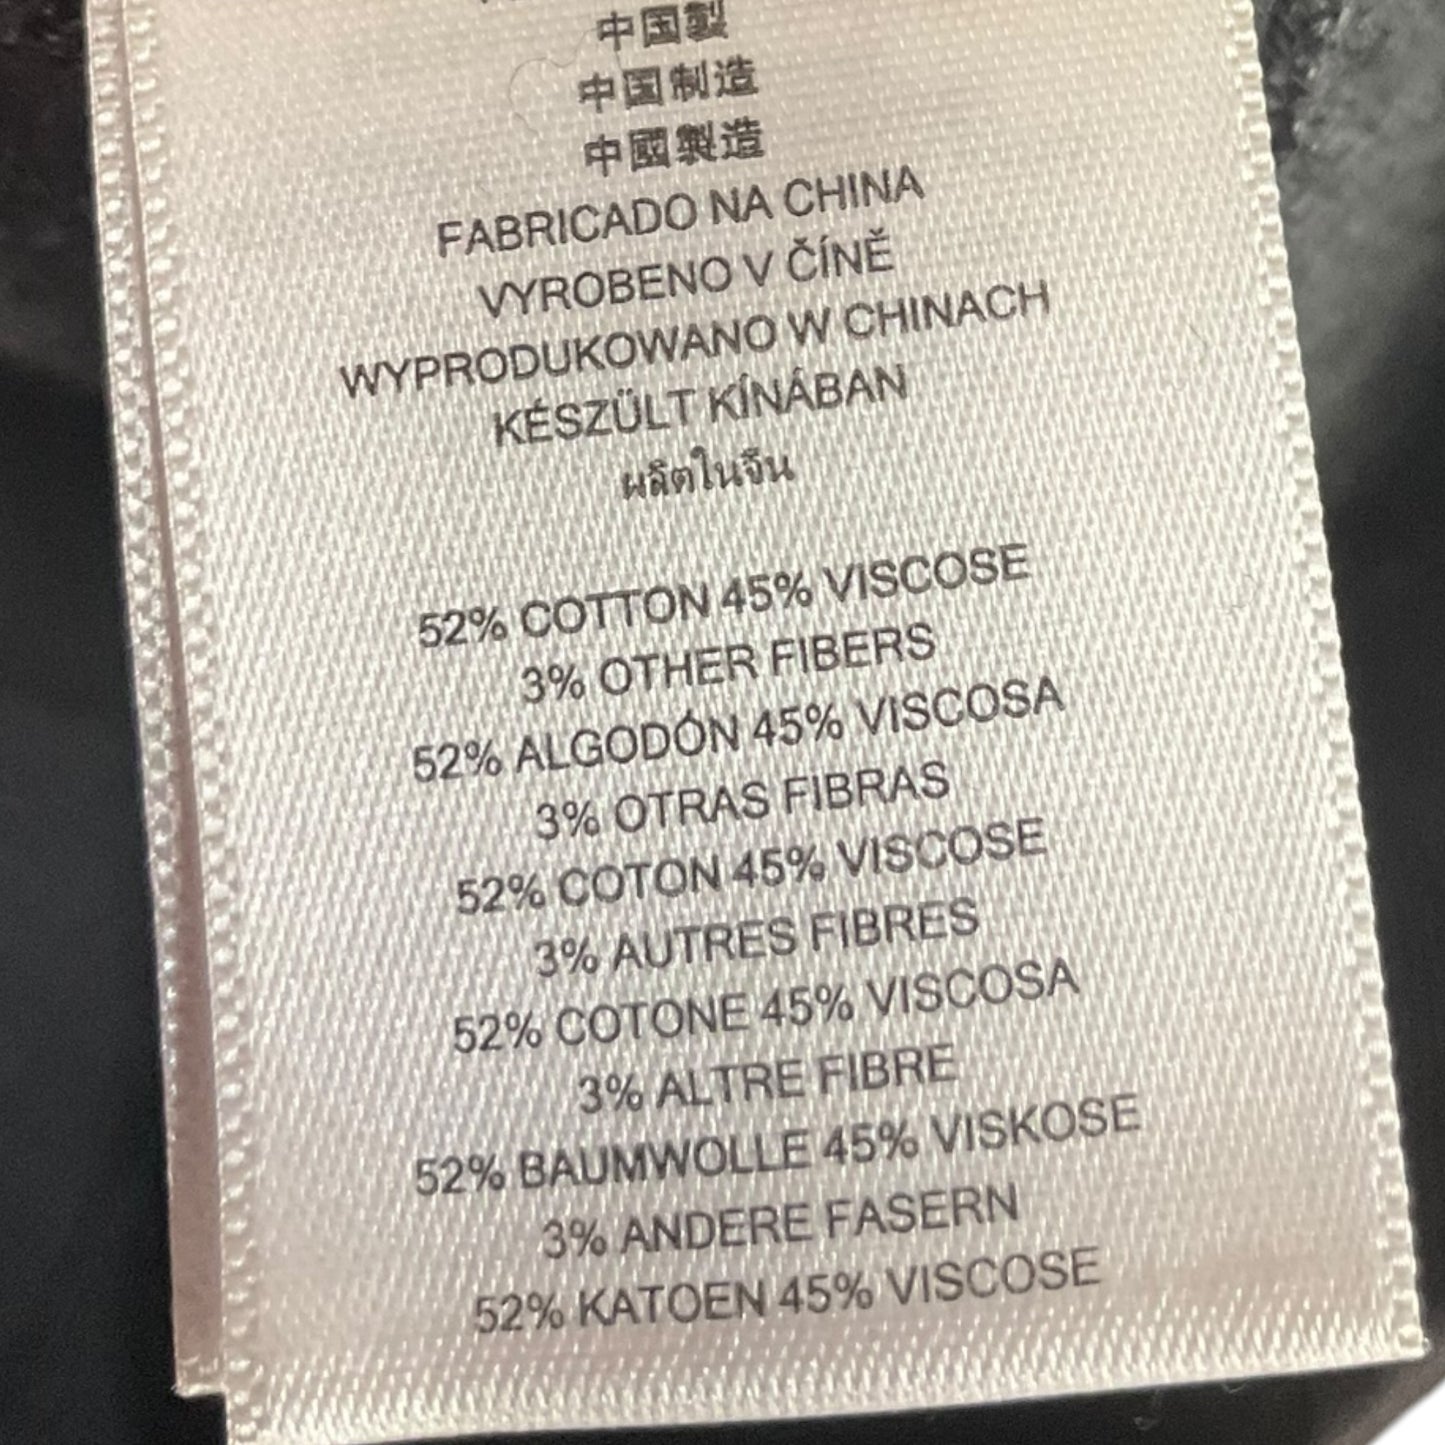 中国製
中国制造
中國製造
FABRICADO NA CHINA
VYROBENO V ČÍNĚ
WYPRODUKOWANO W CHINACH
KÉSZÜLT KÍNÁBAN
ผลิตในจีน
52% COTTON 45% VISCOSE
3% OTHER FIBERS
52% ALGODÓN 45% VISCOSA
3% OTRAS FIBRAS
52% COTON 45% VISCOSE
3% AUTRES FIBRES
52% COTONE 45% VISCOSA
3% ALTRE FIBRE
52% BAUMWOLLE 45% VISKOSE
3% ANDERE FASERN
52% KATOEN 45% VISCOSE